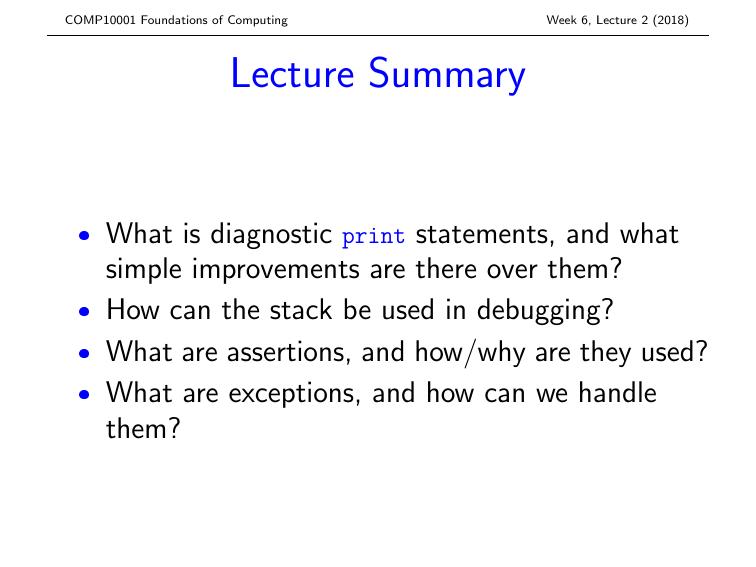 COMP10001 Foundations of Computing Week 6, Lecture 2 (2018)
Lecture Summary
• What is diagnostic print statements, and what
simple improvements are there over them?
• How can the stack be used in debugging?
• What are assertions, and how/why are they used?
• What are exceptions, and how can we handle
them?